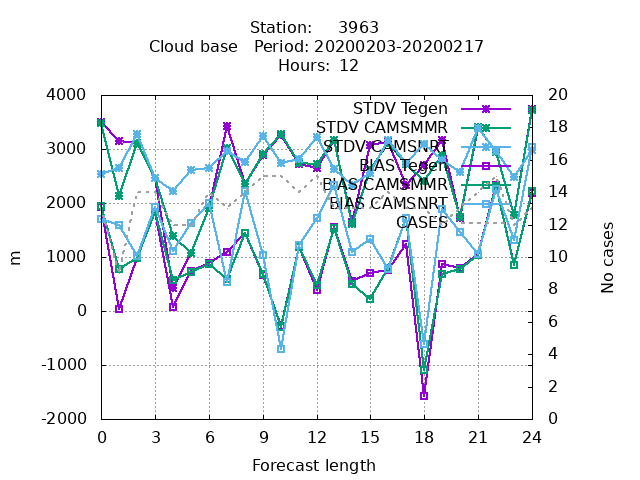 Station: 3963
Cloud base Period: 20200203-20200217
Hours: 12
4000
3000
2000
1000
0
-1000
-2000
m
20
18
16
14
12
10
8
6
4
2
0
No cases
STDV Tegen
STDV CAMSMMR
STDV CAMSNRT
BIAS Tegen
BIAS CAMSMMR
BIAS CAMSNRT
CASES
0 3 6 9 12 15 18 21 24
Forecast length